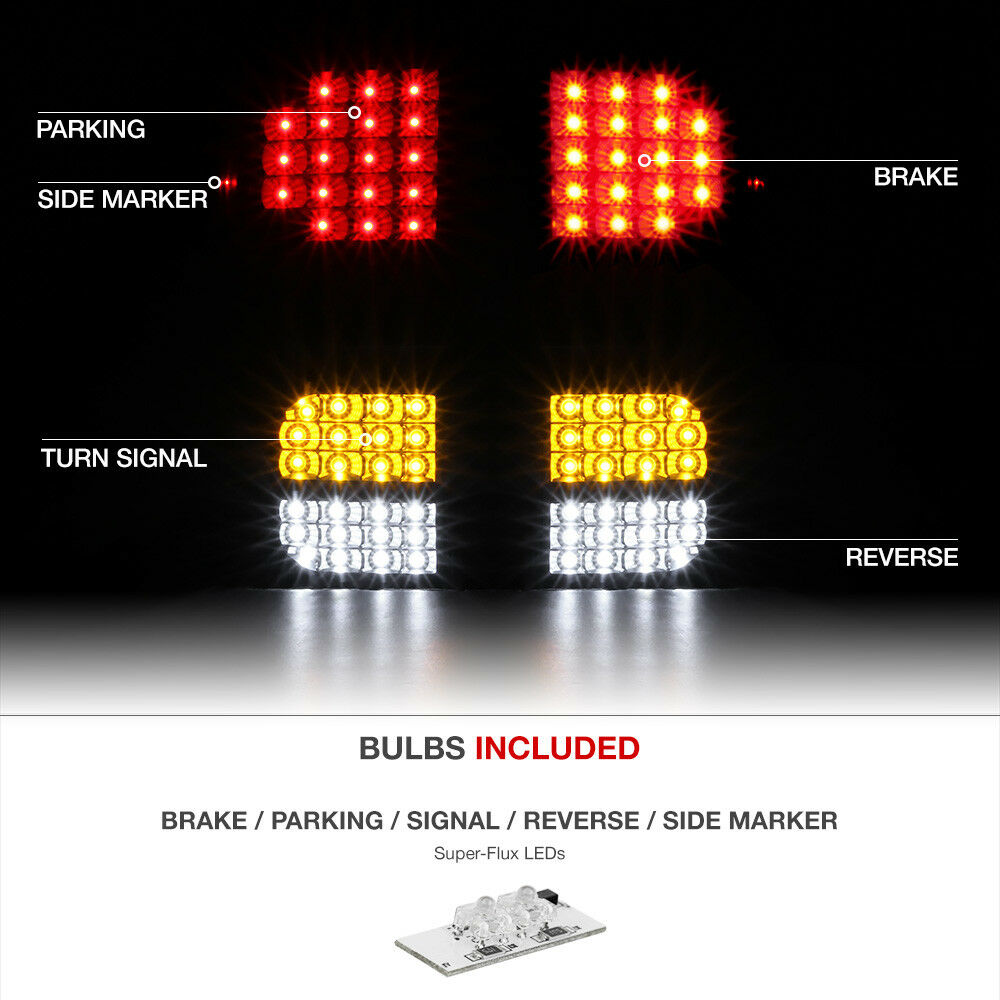 PARKING
SIDE MARKER
BRAKE
TURN SIGNAL
REVERSE
BULBS INCLUDED
BRAKE / PARKING / SIGNAL / REVERSE / SIDE MARKER
Super-Flux LEDs